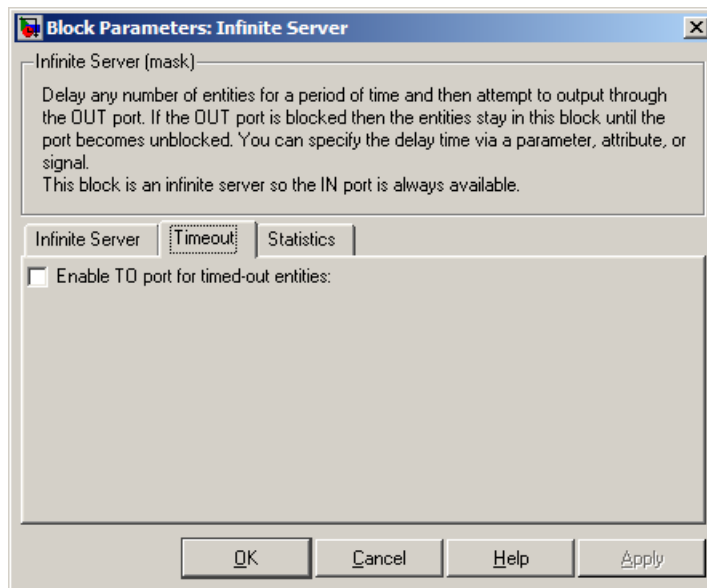 Block Parameters: Infinite Server
Infinite Server (mask)
Delay any number of entities for a period of time and then attempt to output through
the OUT port. If the OUT port is blocked then the entities stay in this block until the
port becomes unblocked. You can specify the delay time via a parameter, attribute, or
signal.
This block is an infinite server so the IN port is always available.
Infinite Server Timeout Statistics
Enable TO port for timed-out entities:
OK Cancel Help Apply